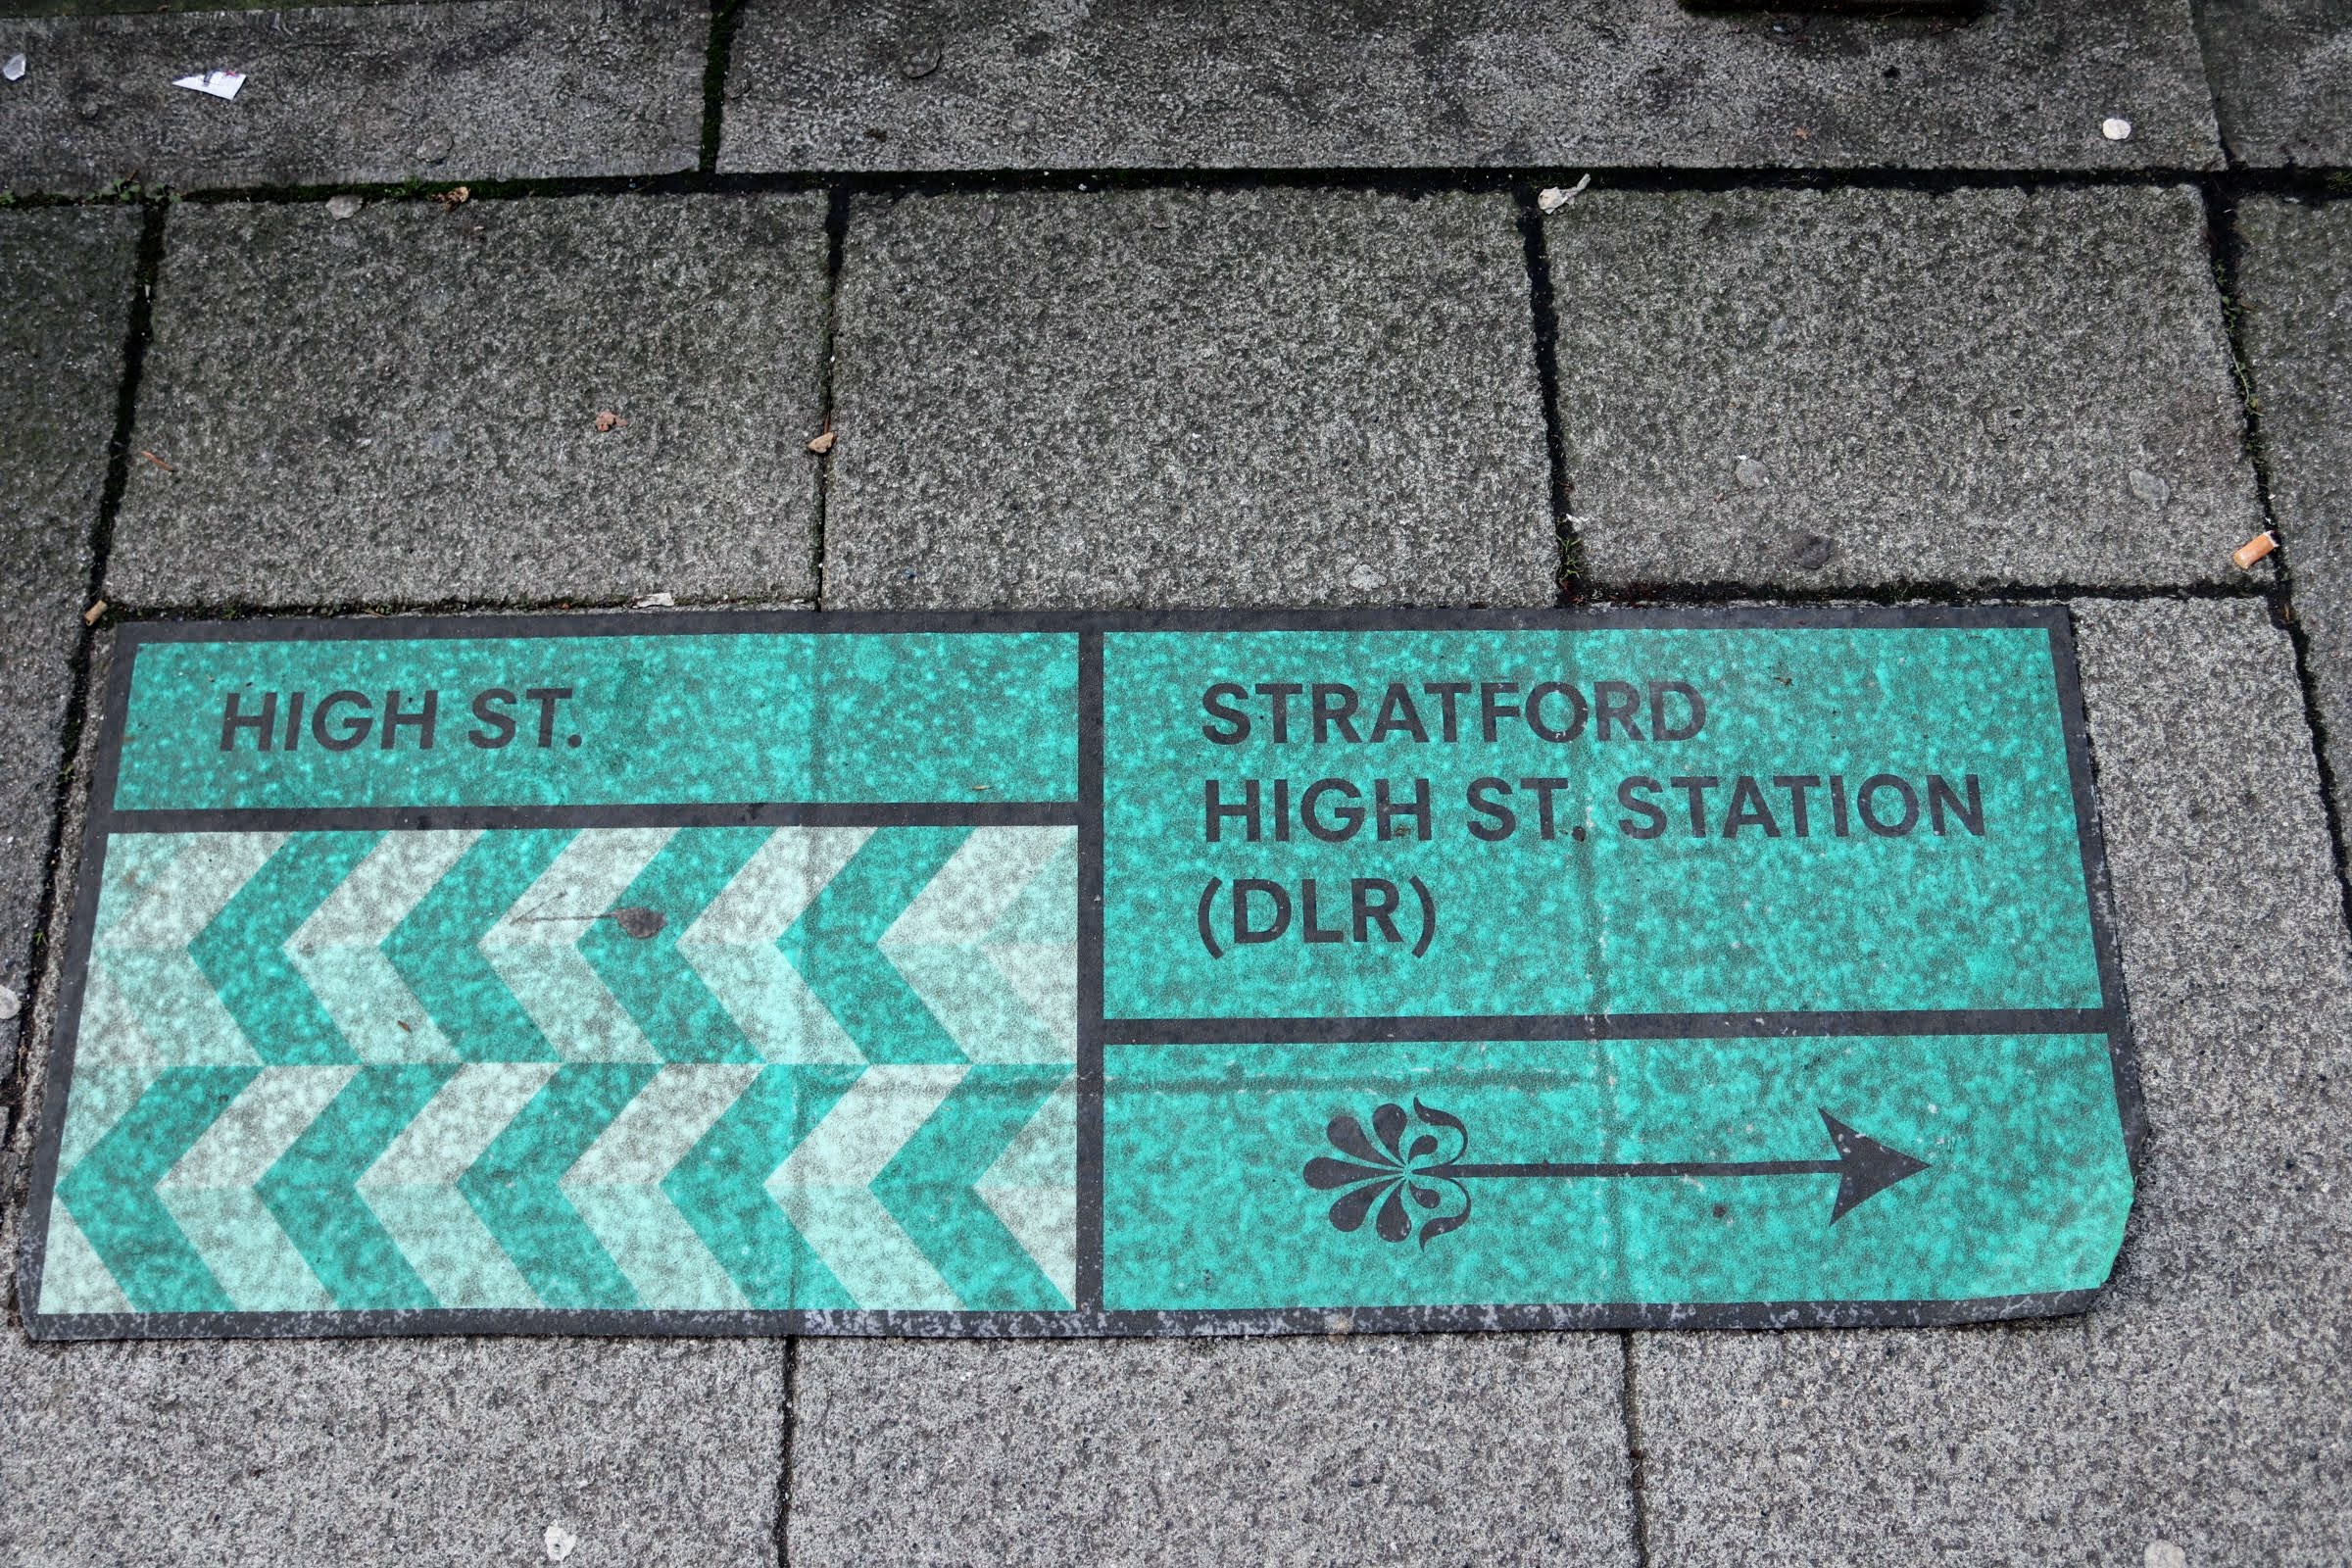 HIGH ST.
STRATFORD
HIGH ST. STATION
(DLR)